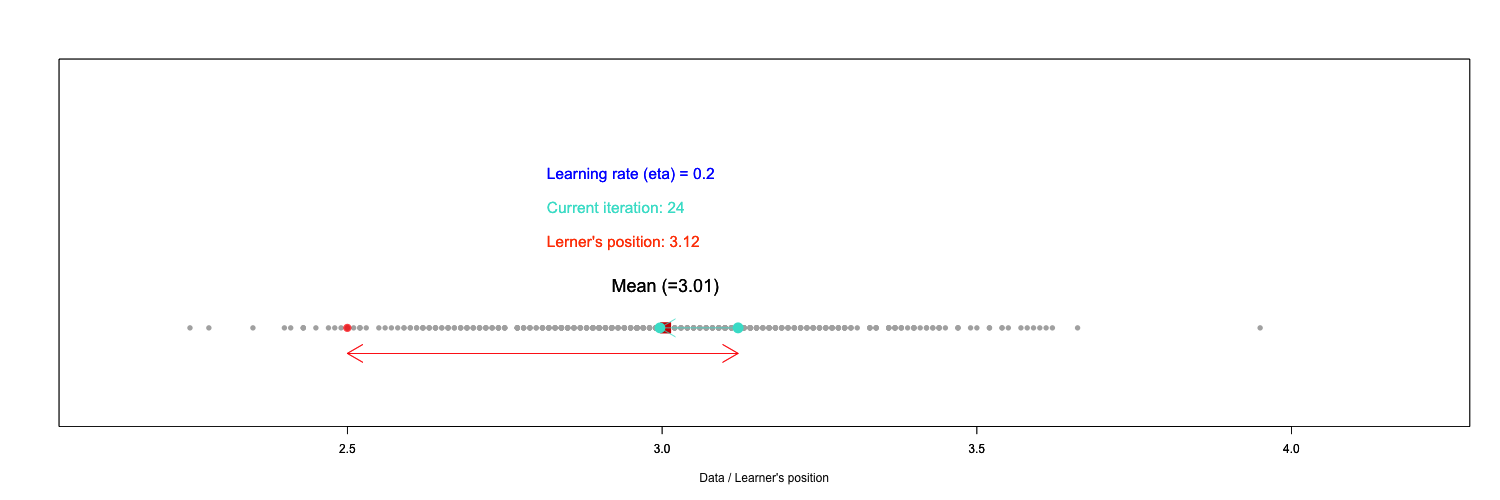 Learning rate (eta) = 0.2
Current iteration: 24
Lerner's position: 3.12
Mean (=3.01)
2.5 3.0 3.5 4.0
Data / Learner's position